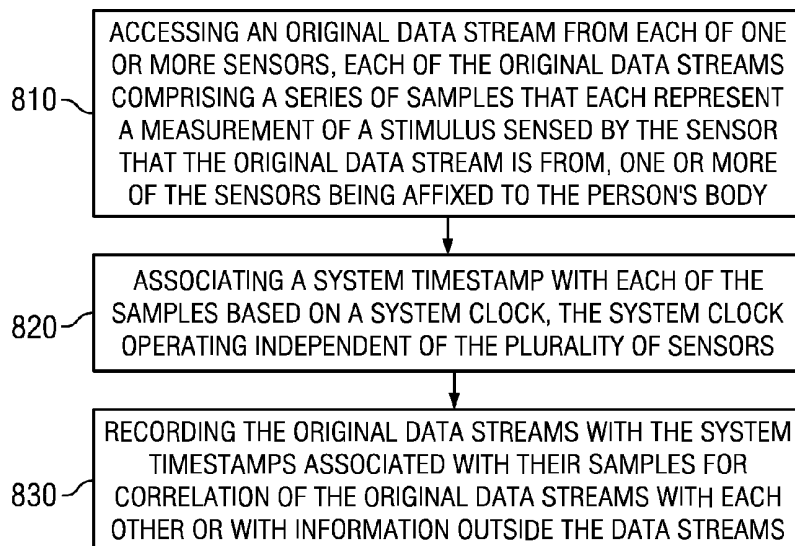 ACCESSING AN ORIGINAL DATA STREAM FROM EACH OF ONE
OR MORE SENSORS, EACH OF THE ORIGINAL DATA STREAMS
COMPRISING A SERIES OF SAMPLES THAT EACH REPRESENT
A MEASUREMENT OF A STIMULUS SENSED BY THE SENSOR
THAT THE ORIGINAL DATA STREAM IS FROM, ONE OR MORE
OF THE SENSORS BEING AFFIXED TO THE PERSON'S BODY
810
ASSOCIATING A SYSTEM TIMESTAMP WITH EACH OF THE
SAMPLES BASED ON A SYSTEM CLOCK, THE SYSTEM CLOCK
OPERATING INDEPENDENT OF THE PLURALITY OF SENSORS
820
RECORDING THE ORIGINAL DATA STREAMS WITH THE SYSTEM
TIMESTAMPS ASSOCIATED WITH THEIR SAMPLES FOR
CORRELATION OF THE ORIGINAL DATA STREAMS WITH EACH
OTHER OR WITH INFORMATION OUTSIDE THE DATA STREAMS
830